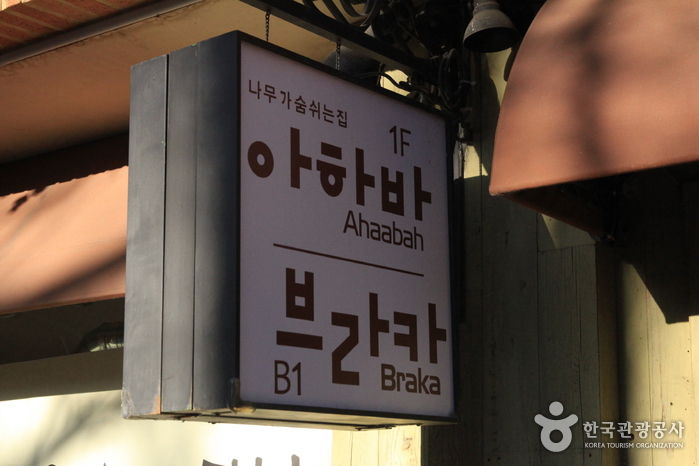 나무가숨쉬는집
1F
아하바
Ahaabah
브라카
B1
Braka
한국관광공사
KOREA TOURISM ORGANIZATION